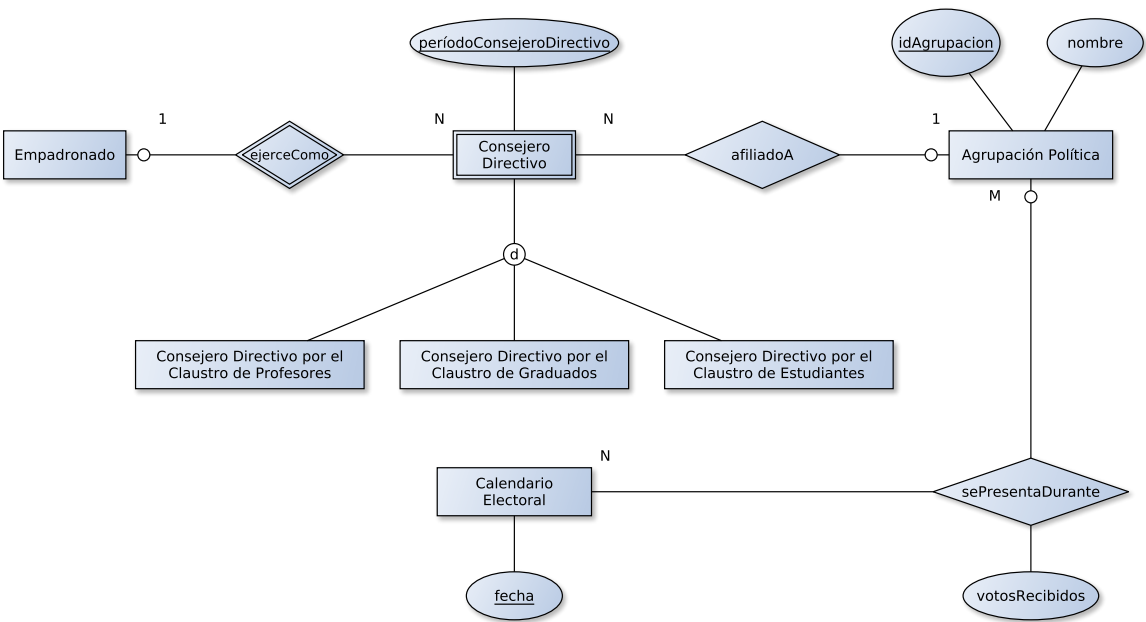 períodoConsejeroDirectivo
idAgrupacion
nombre
1
N
N
1
Empadronado
ejerceComo
Consejero
Directivo
afiliadoA
Agrupación Política
M
d
Consejero Directivo por el
Claustro de Profesores
Consejero Directivo por el
Claustro de Graduados
Consejero Directivo por el
Claustro de Estudiantes
N
Calendario
Electoral
sePresentaDurante
fecha
votosRecibidos